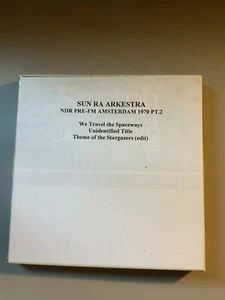 SUN RA ARKESTRA
NDR PRE-FM AMSTERDAM 1970 PT.2
We Travel the Spaceways
Unidentified Title
Theme of the Stargazers (edit)